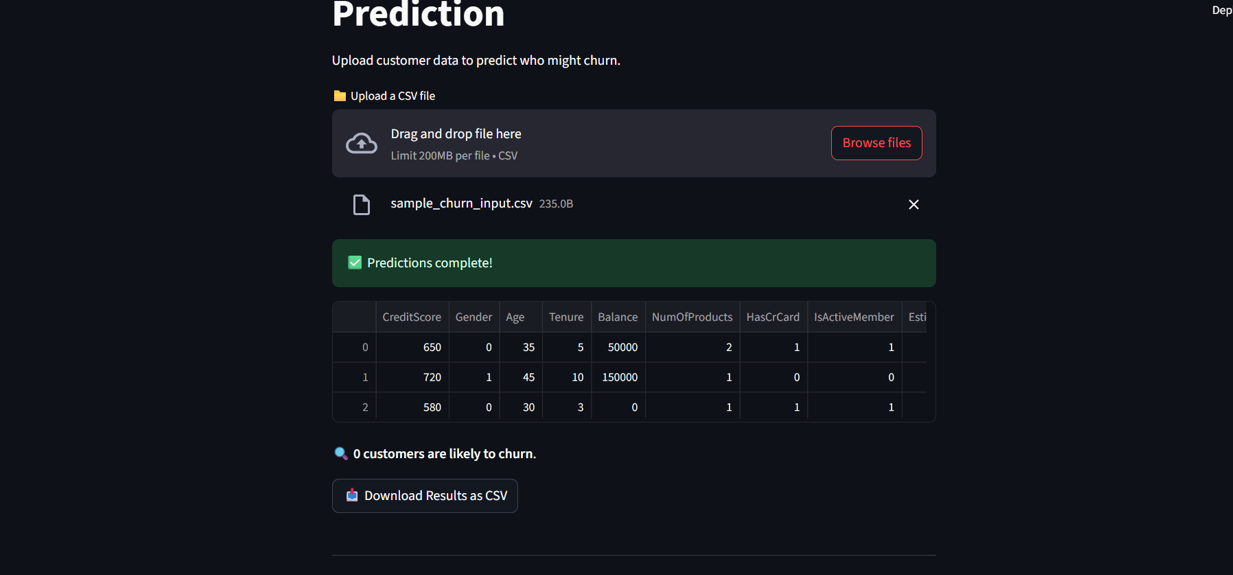 Dep
Prediction
Upload customer data to predict who might churn.
📁 Upload a CSV file
Drag and drop file here
Limit 200MB per file • CSV
Browse files
sample_churn_input.csv 235.0B
✅ Predictions complete!
CreditScore Gender Age Tenure Balance NumOfProducts HasCrCard IsActiveMember Esti
0 650 0 35 5 50000 2 1 1
1 720 1 45 10 150000 1 0 0
2 580 0 30 3 0 1 1 1
🔍 0 customers are likely to churn.
📥 Download Results as CSV